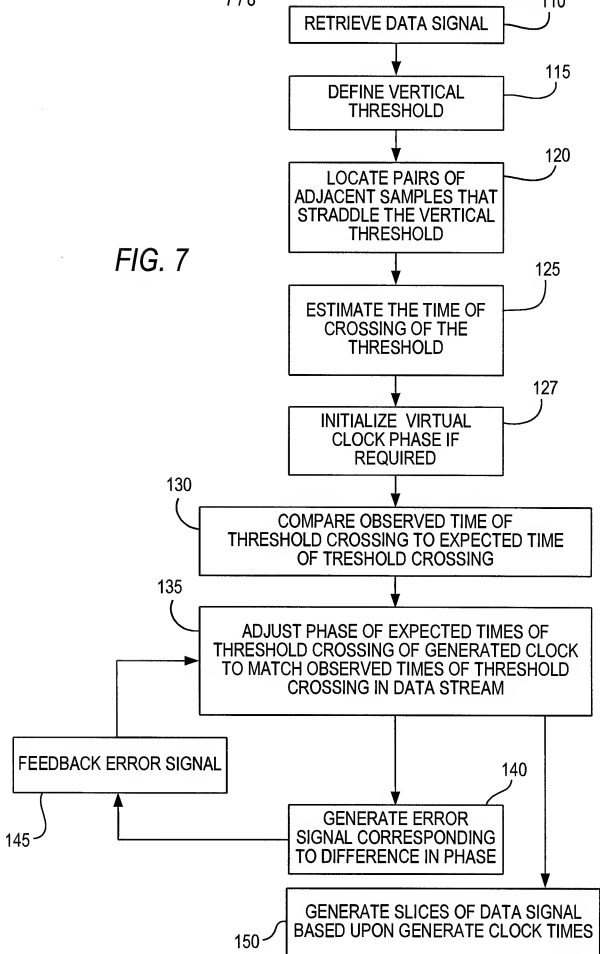 RETRIEVE DATA SIGNAL
110
DEFINE VERTICAL
THRESHOLD
115
LOCATE PAIRS OF
ADJACENT SAMPLES THAT
STRADDLE THE VERTICAL
THRESHOLD
120
FIG. 7
ESTIMATE THE TIME OF
CROSSING OF THE
THRESHOLD
125
INITIALIZE VIRTUAL
CLOCK PHASE IF
REQUIRED
127
130
COMPARE OBSERVED TIME OF
THRESHOLD CROSSING TO EXPECTED TIME
OF TRESHOLD CROSSING
135
ADJUST PHASE OF EXPECTED TIMES OF
THRESHOLD CROSSING OF GENERATED CLOCK
TO MATCH OBSERVED TIMES OF THRESHOLD
CROSSING IN DATA STREAM
FEEDBACK ERROR SIGNAL
145
140
GENERATE ERROR
SIGNAL CORRESPONDING
TO DIFFERENCE IN PHASE
GENERATE SLICES OF DATA SIGNAL
BASED UPON GENERATE CLOCK TIMES
150